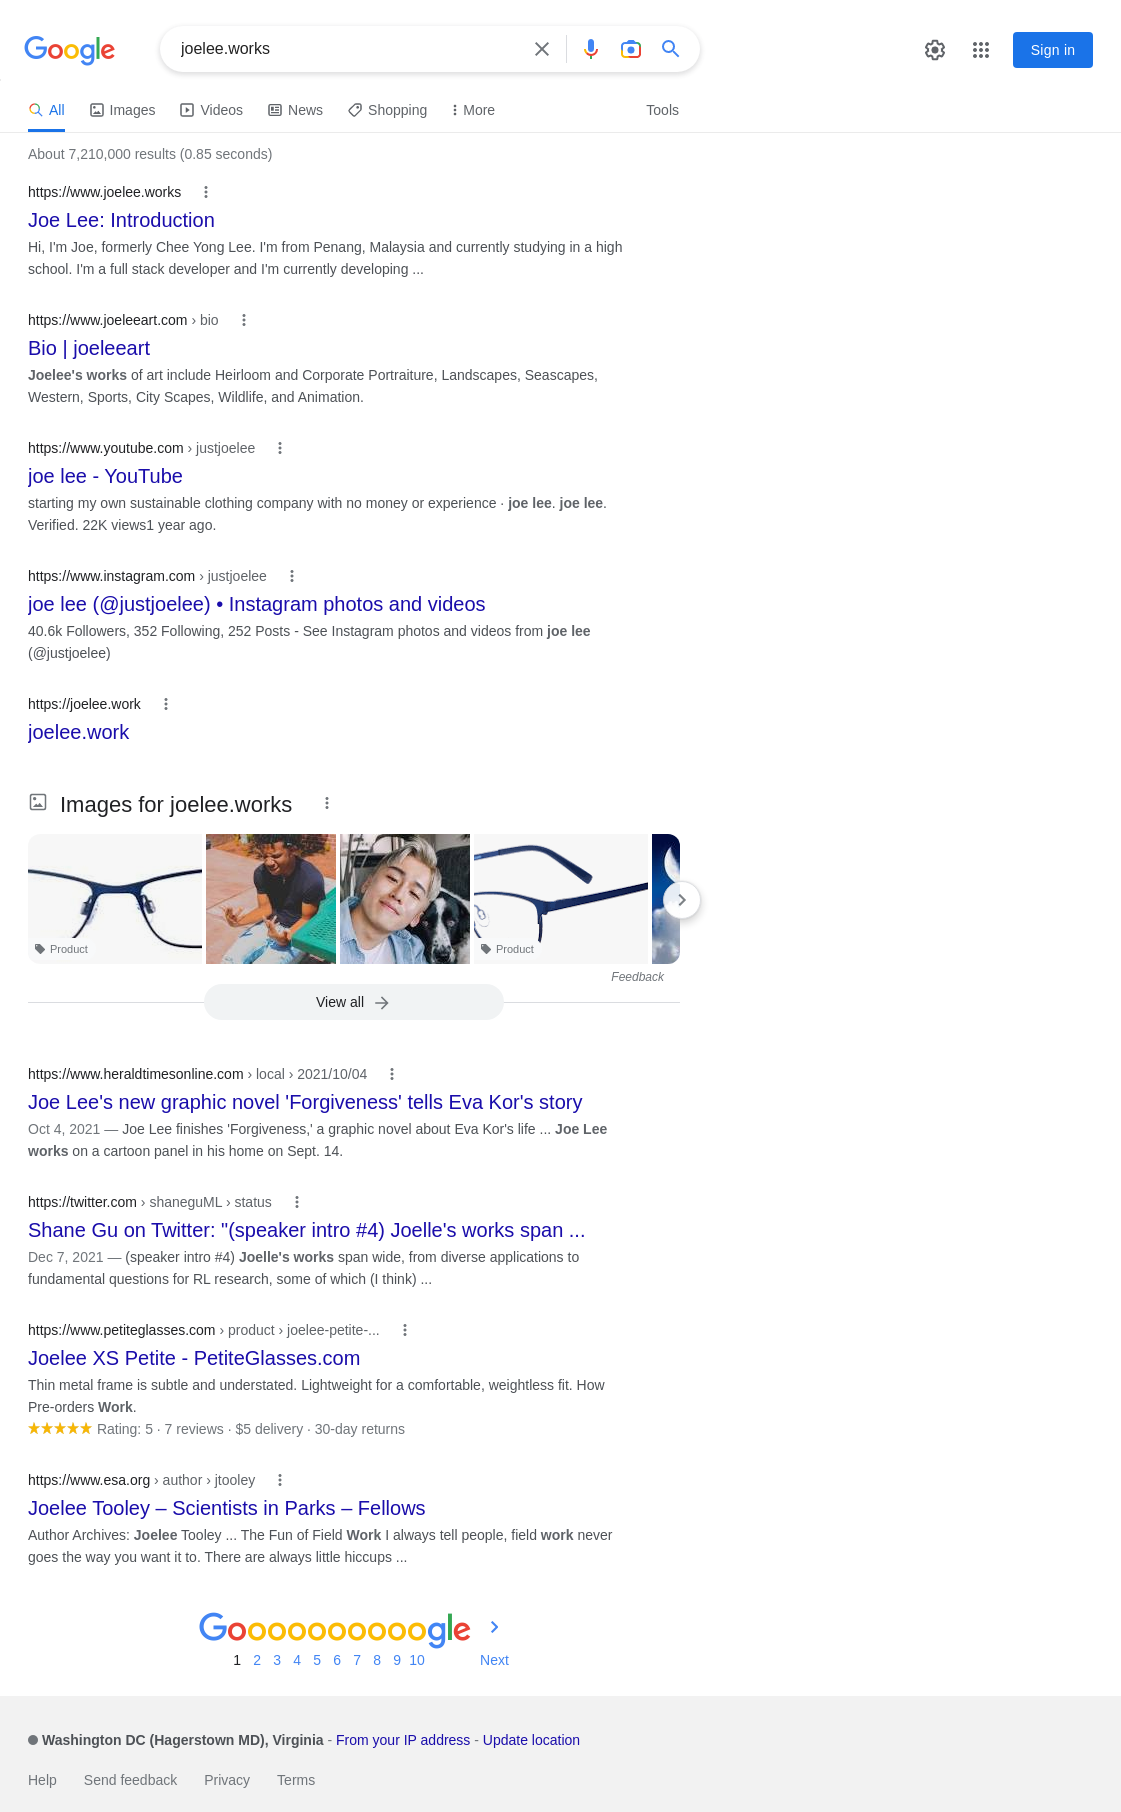 Google
joelee.works
Sign in
All Images Videos News Shopping More Tools
About 7,210,000 results (0.85 seconds)
https://www.joelee.works
Joe Lee: Introduction
Hi, I'm Joe, formerly Chee Yong Lee. I'm from Penang, Malaysia and currently studying in a high
school. I'm a full stack developer and I'm currently developing ...
https://www.joeleeart.com › bio
Bio | joeleeart
Joelee's works of art include Heirloom and Corporate Portraiture, Landscapes, Seascapes,
Western, Sports, City Scapes, Wildlife, and Animation.
https://www.youtube.com › justjoelee
joe lee - YouTube
starting my own sustainable clothing company with no money or experience · joe lee. joe lee.
Verified. 22K views1 year ago.
https://www.instagram.com › justjoelee
joe lee (@justjoelee) • Instagram photos and videos
40.6k Followers, 352 Following, 252 Posts - See Instagram photos and videos from joe lee
(@justjoelee)
https://joelee.work
joelee.work
Images for joelee.works
Product
Product
Feedback
View all
https://www.heraldtimesonline.com › local › 2021/10/04
Joe Lee's new graphic novel 'Forgiveness' tells Eva Kor's story
Oct 4, 2021 — Joe Lee finishes 'Forgiveness,' a graphic novel about Eva Kor's life ... Joe Lee
works on a cartoon panel in his home on Sept. 14.
https://twitter.com › shaneguML › status
Shane Gu on Twitter: "(speaker intro #4) Joelle's works span ...
Dec 7, 2021 — (speaker intro #4) Joelle's works span wide, from diverse applications to
fundamental questions for RL research, some of which (I think) ...
https://www.petiteglasses.com › product › joelee-petite-...
Joelee XS Petite - PetiteGlasses.com
Thin metal frame is subtle and understated. Lightweight for a comfortable, weightless fit. How
Pre-orders Work.
Rating: 5 · 7 reviews · $5 delivery · 30-day returns
https://www.esa.org › author › jtooley
Joelee Tooley – Scientists in Parks – Fellows
Author Archives: Joelee Tooley ... The Fun of Field Work I always tell people, field work never
goes the way you want it to. There are always little hiccups ...
Goooooooooogle
1 2 3 4 5 6 7 8 9 10 Next
Washington DC (Hagerstown MD), Virginia - From your IP address - Update location
Help Send feedback Privacy Terms